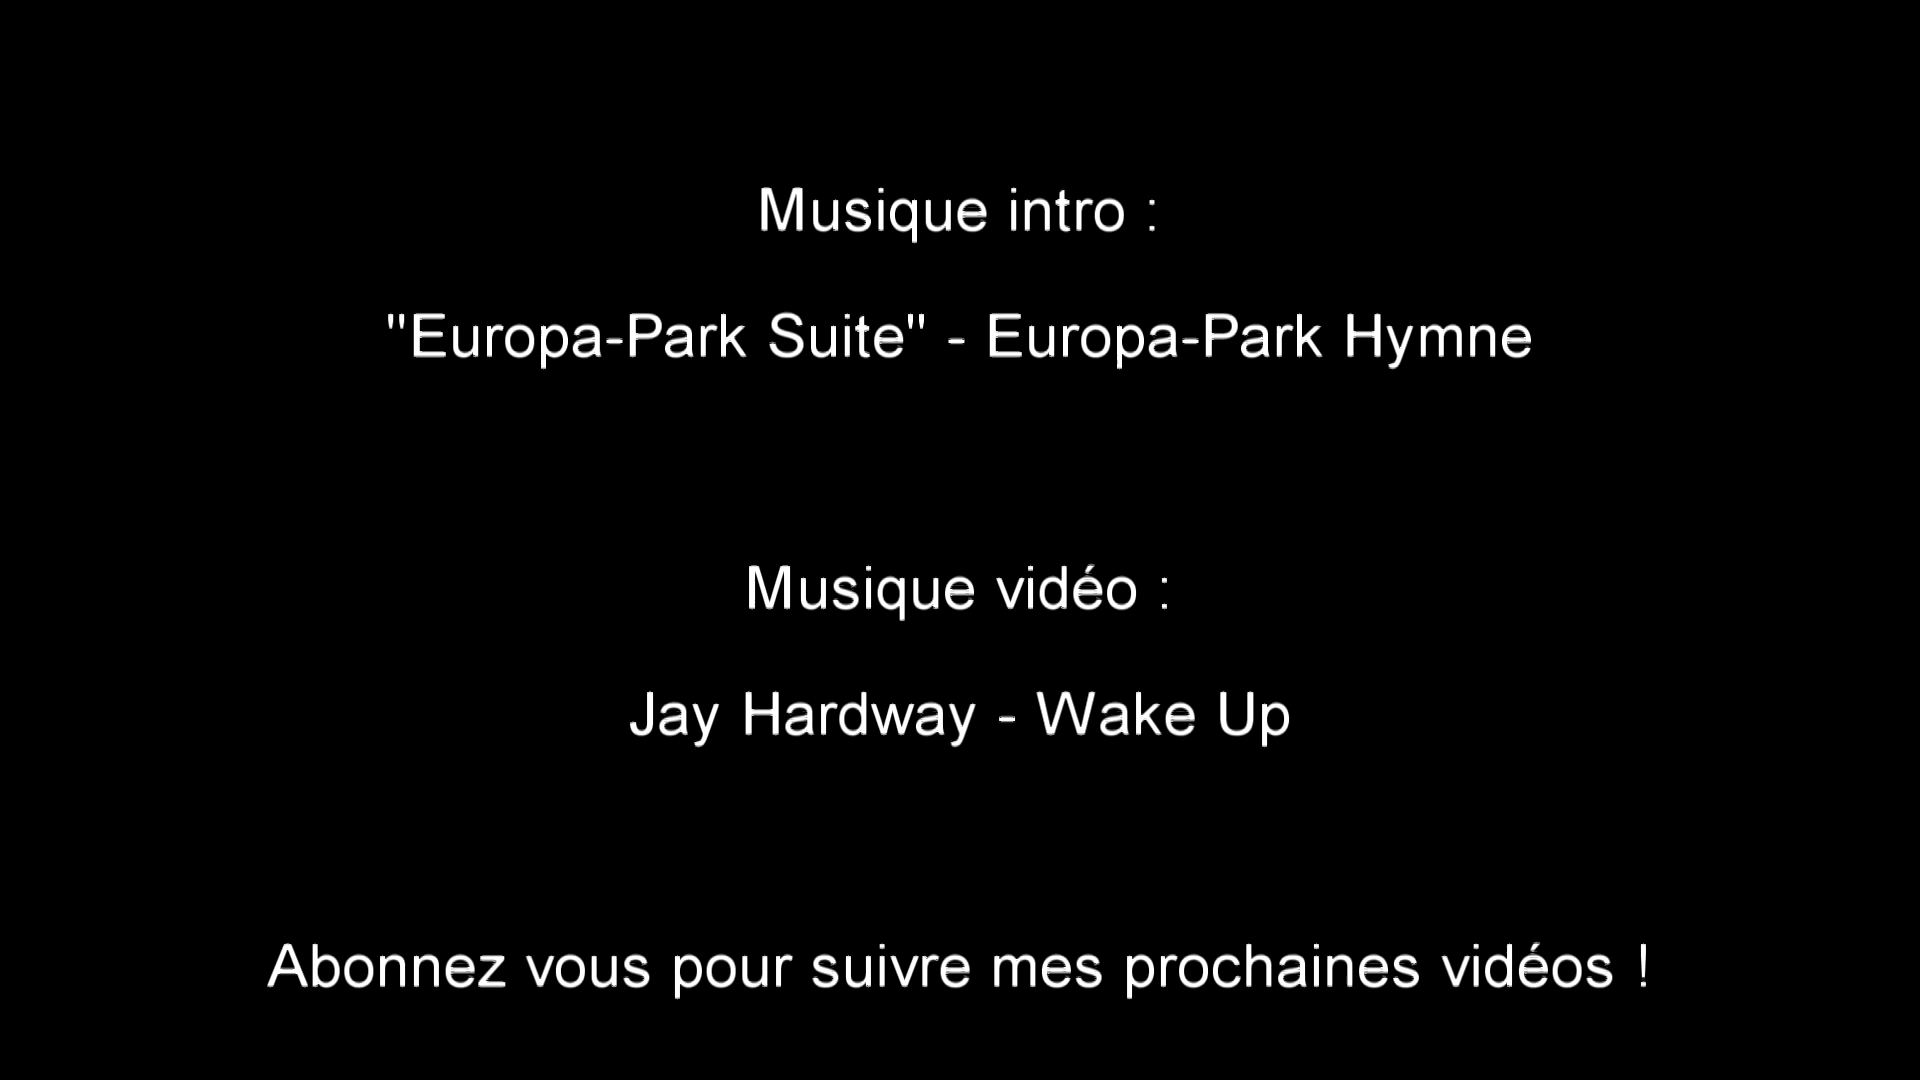 Musique intro :
"Europa-Park Suite" - Europa-Park Hymne
Musique vidéo :
Jay Hardway - Wake Up
Abonnez vous pour suivre mes prochaines vidéos !